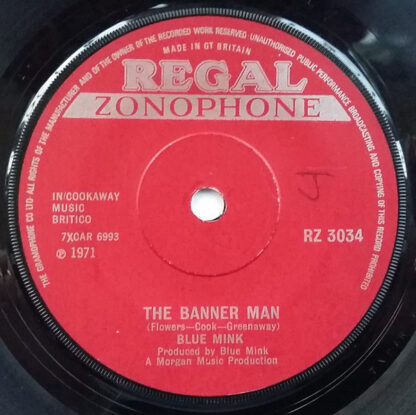 THE GRAMOPHONE CO LTD· ALL RIGHTS OF THE MANUFACTURER AND OF THE OWNER OF THE RECORDED WORK RESERVED UNAUTHORISED PUBLIC PERFORMANCE BROADCASTING AND COPYING OF THIS RECORD PROHIBITED
MADE IN GT BRITAIN
REGAL
ZONOPHONE
IN/COOKAWAY
MUSIC
BRITICO
7XCAR 6993
℗ 1971
J
RZ 3034
THE BANNER MAN
(Flowers—Cook—Greenaway)
BLUE MINK
Produced by Blue Mink
A Morgan Music Production